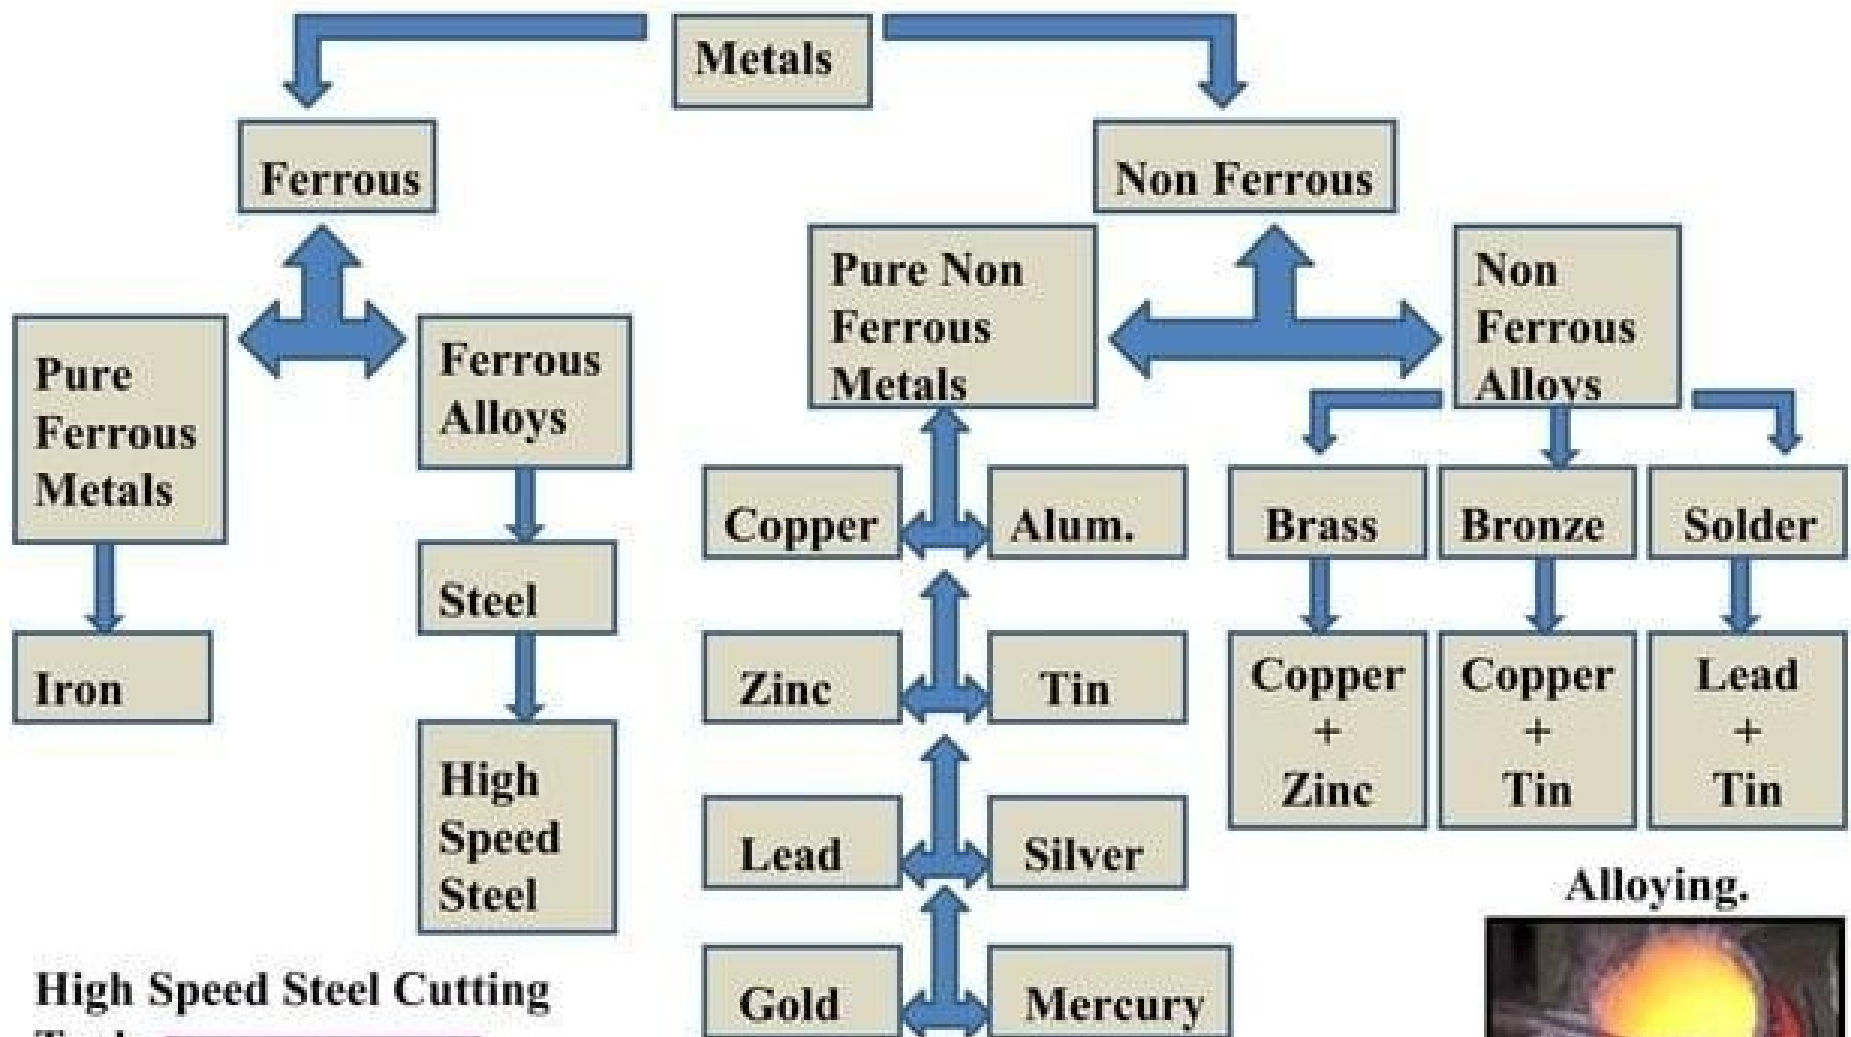 Metals
Ferrous
Non Ferrous
Pure
Ferrous
Metals
Ferrous
Alloys
Pure Non
Ferrous
Metals
Non
Ferrous
Alloys
Iron
Steel
High
Speed
Steel
Copper
Alum.
Zinc
Tin
Lead
Silver
Gold
Mercury
Brass
Bronze
Solder
Copper
+
Zinc
Copper
+
Tin
Lead
+
Tin
Alloying.
High Speed Steel Cutting